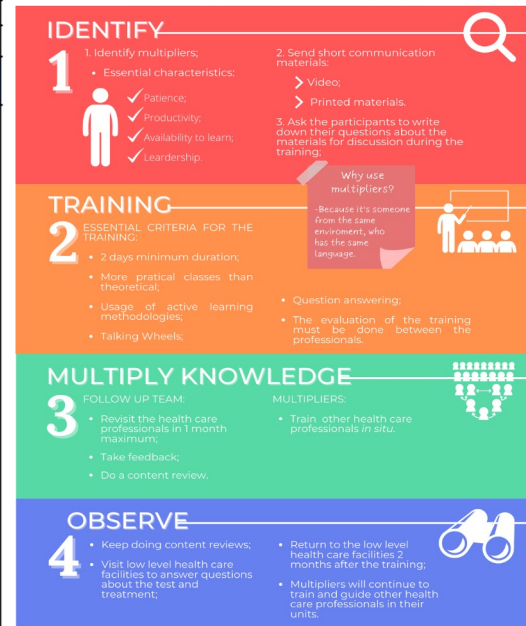 IDENTIFY
1
1. Identify multipliers;
• Essential characteristics:
Patience;
Productivity;
Availability to learn;
Leardership.
2. Send short communication
materials:
Video;
Printed materials.
3. Ask the participants to write
down their questions about the
materials for discussion during the
training;
Why use
multipliers?
-Because it's someone
from the same
enviroment, who
has the same
language.
TRAINING
2
ESSENTIAL CRITERIA FOR THE
TRAINING:
• 2 days minimum duration;
• More pratical classes than
theoretical;
• Usage of active learning
methodologies;
• Talking Wheels;
• Question answering;
• The evaluation of the training
must be done between the
professionals.
MULTIPLY KNOWLEDGE
3
FOLLOW UP TEAM:
• Revisit the health care
professionals in 1 month
maximum;
• Take feedback;
• Do a content review.
MULTIPLIERS:
• Train other health care
professionals in situ.
OBSERVE
4
• Keep doing content reviews;
• Visit low level health care
facilities to answer questions
about the test and
treatment;
• Return to the low level
health care facilities 2
months after the training;
• Multipliers will continue to
train and guide other health
care professionals in their
units.